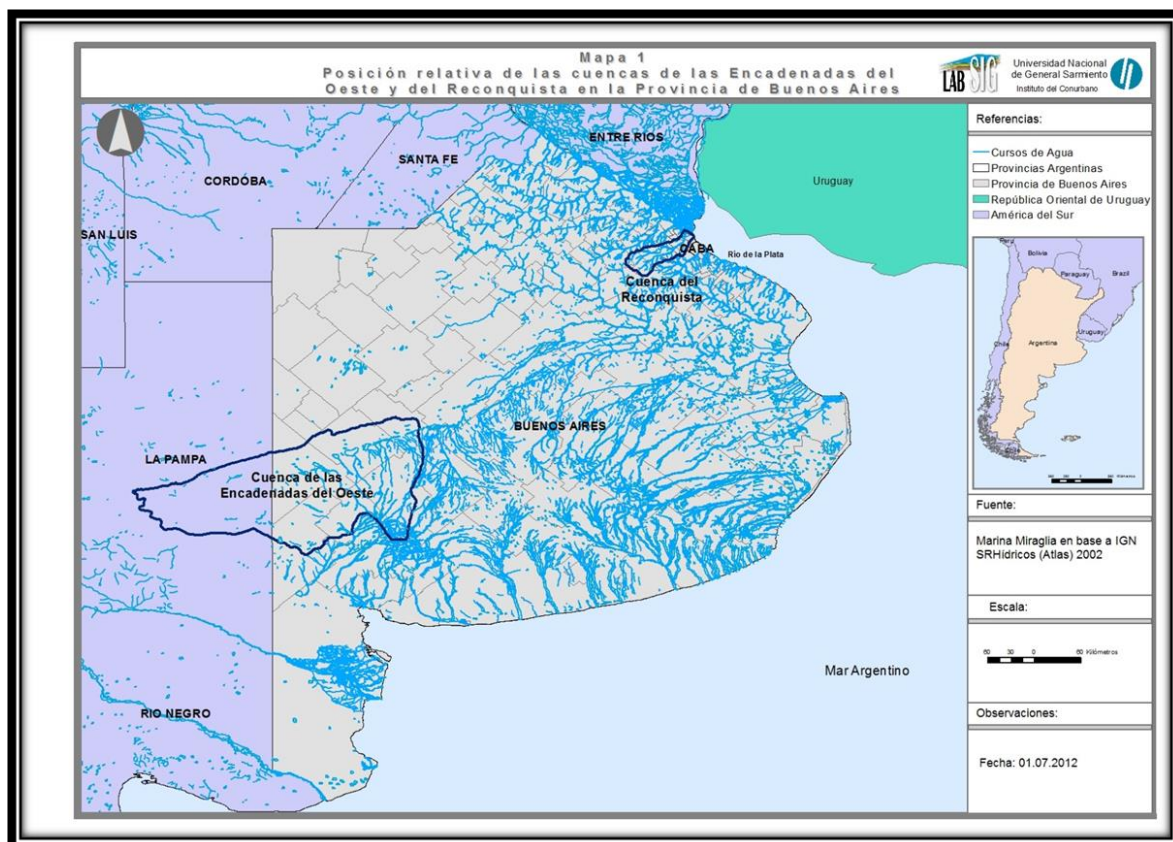 Mapa 1
Posición relativa de las cuencas de las Encadenadas del
Oeste y del Reconquista en la Provincia de Buenos Aires
LAB SIG
Universidad Nacional
de General Sarmiento
Instituto del Conurbano
ENTRE RIOS
SANTA FE
CORDÓBA
SAN LUIS
Uruguay
CABA
Río de la Plata
Cuenca del
Reconquista
BUENOS AIRES
LA PAMPA
Cuenca de las
Encadenadas del Oeste
Mar Argentino
RIO NEGRO
Referencias:
Cursos de Agua
Provincias Argentinas
Provincia de Buenos Aires
República Oriental de Uruguay
América del Sur
Perú
Bolivia
Brazil
Paraguay
Uruguay
Chile
Argentina
Kilómetros
Fuente:
Marina Miraglia en base a IGN
SRHídricos (Atlas) 2002
Escala:
60 30 0 60 Kilómetros
Observaciones:
Fecha: 01.07.2012